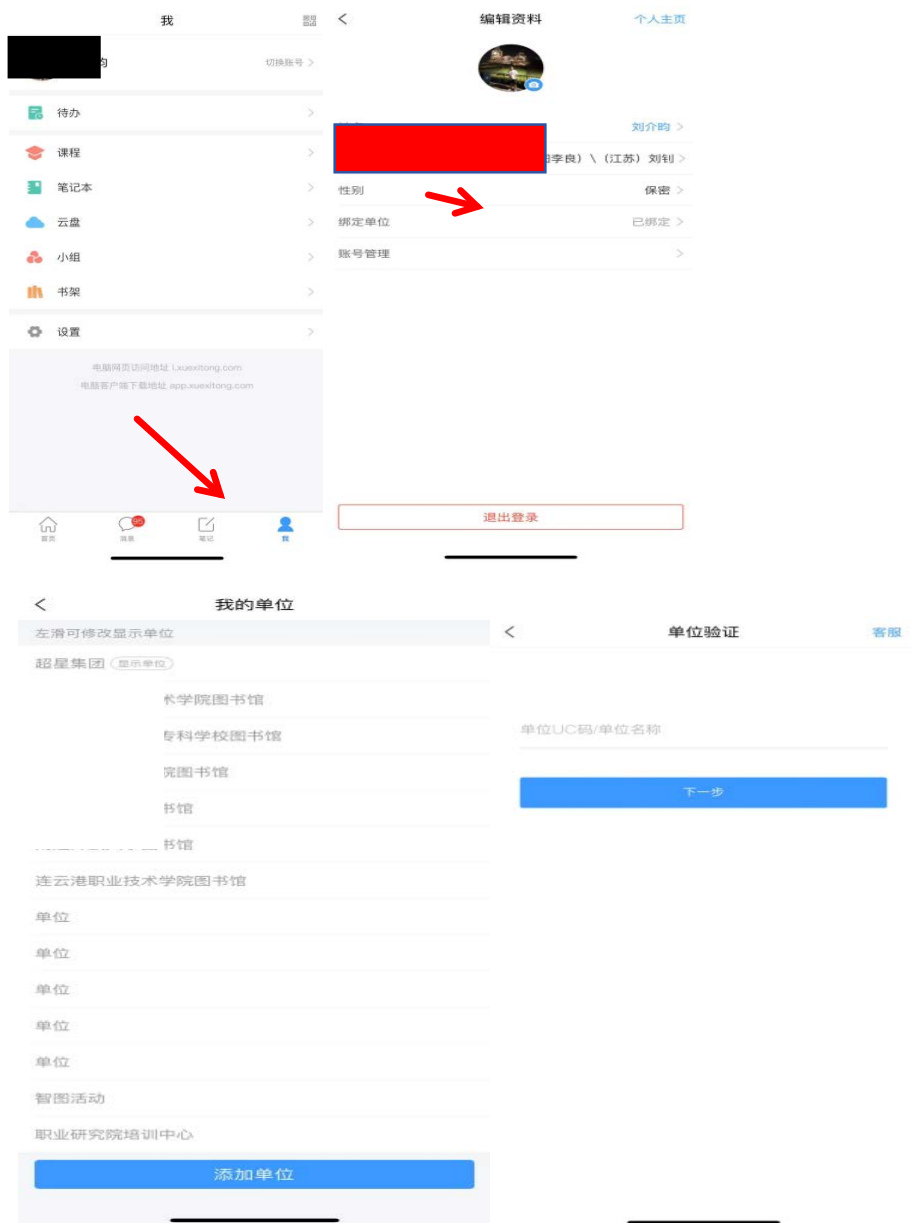 我
切换账号
待办
课程
笔记本
云盘
小组
书架
设置
电脑网页访问地址 i.xuexitong.com
电脑客户端下载地址 app.xuexitong.com
首页
95
消息
笔记
我
编辑资料
个人主页
刘介昀
李良）\（江苏）刘钊
性别
保密
绑定单位
已绑定
账号管理
退出登录
我的单位
左滑可修改显示单位
超星集团 显示单位
术学院图书馆
专科学校图书馆
院图书馆
书馆
书馆
连云港职业技术学院图书馆
单位
单位
单位
单位
单位
智图活动
职业研究院培训中心
添加单位
单位验证
客服
单位UC码/单位名称
下一步